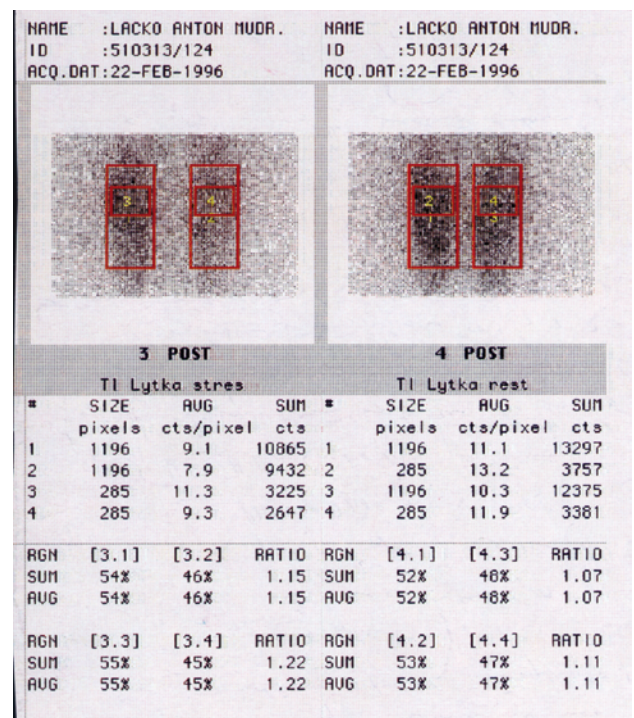 NAME :LACKO ANTON MUDR. NAME :LACKO ANTON MUDR.
ID :510313/124 ID :510313/124
ACQ.DAT:22-FEB-1996 ACQ.DAT:22-FEB-1996
3 4 2 4
3 POST 4 POST
Tl Lytka stres Tl Lytka rest
# SIZE AVG SUM # SIZE AVG SUM
pixels cts/pixel cts pixels cts/pixel cts
1 1196 9.1 10865 1 1196 11.1 13297
2 1196 7.9 9432 2 285 13.2 3757
3 285 11.3 3225 3 1196 10.3 12375
4 285 9.3 2647 4 285 11.9 3381
RGN [3.1] [3.2] RATIO RGN [4.1] [4.3] RATIO
SUM 54% 46% 1.15 SUM 52% 48% 1.07
AVG 54% 46% 1.15 AVG 52% 48% 1.07
RGN [3.3] [3.4] RATIO RGN [4.2] [4.4] RATIO
SUM 55% 45% 1.22 SUM 53% 47% 1.11
AVG 55% 45% 1.22 AVG 53% 47% 1.11